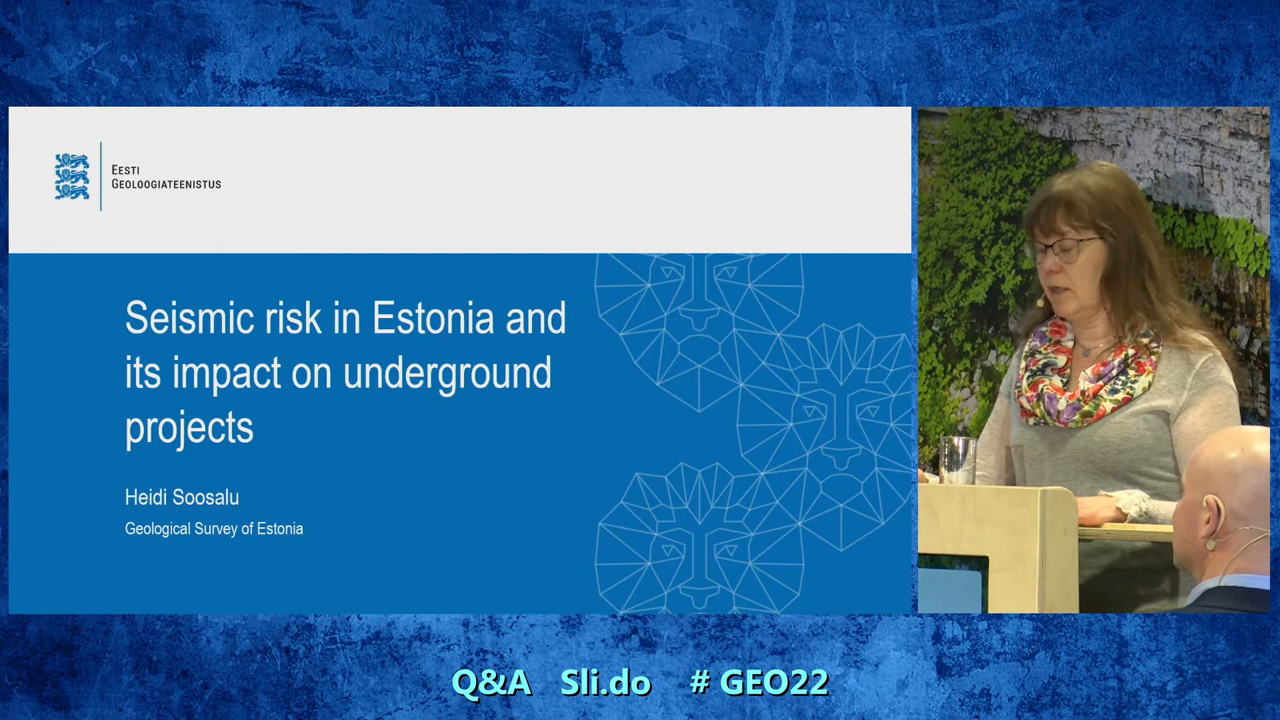 EESTI
GEOLOOGIATEENISTUS
Seismic risk in Estonia and
its impact on underground
projects
Heidi Soosalu
Geological Survey of Estonia
Q&A Sli.do # GEO22